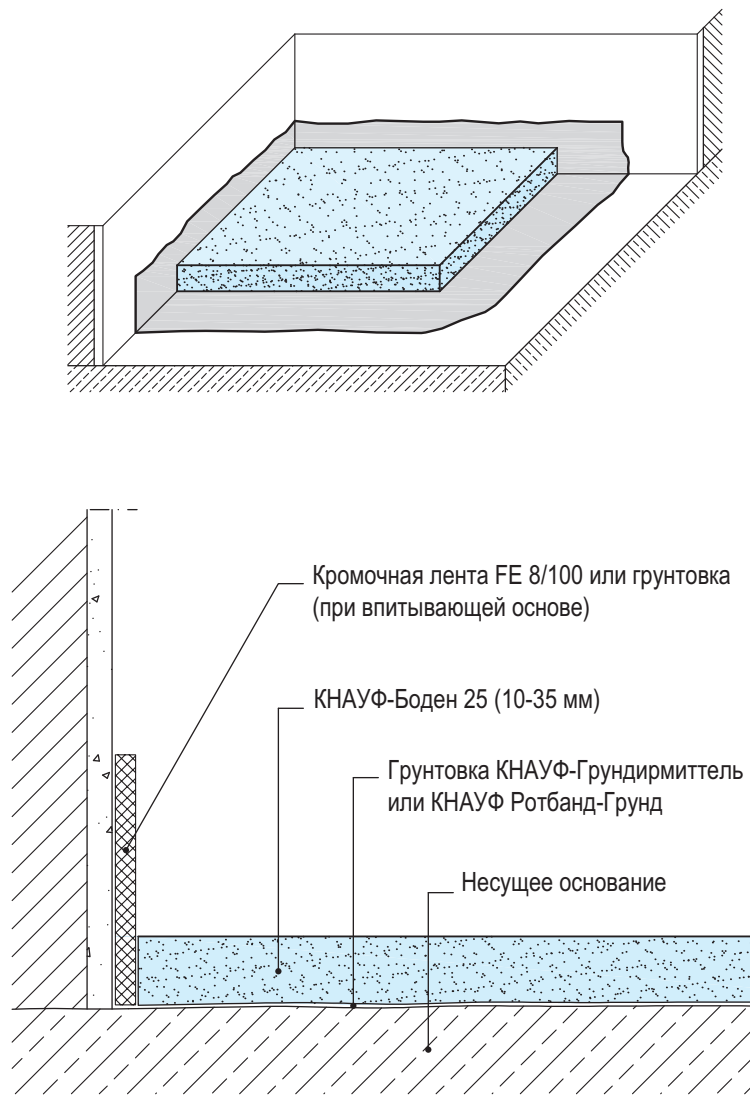 Кромочная лента FE 8/100 или грунтовка
(при впитывающей основе)
КНАУФ-Боден 25 (10-35 мм)
Грунтовка КНАУФ-Грундирмиттель
или КНАУФ Ротбанд-Грунд
Несущее основание